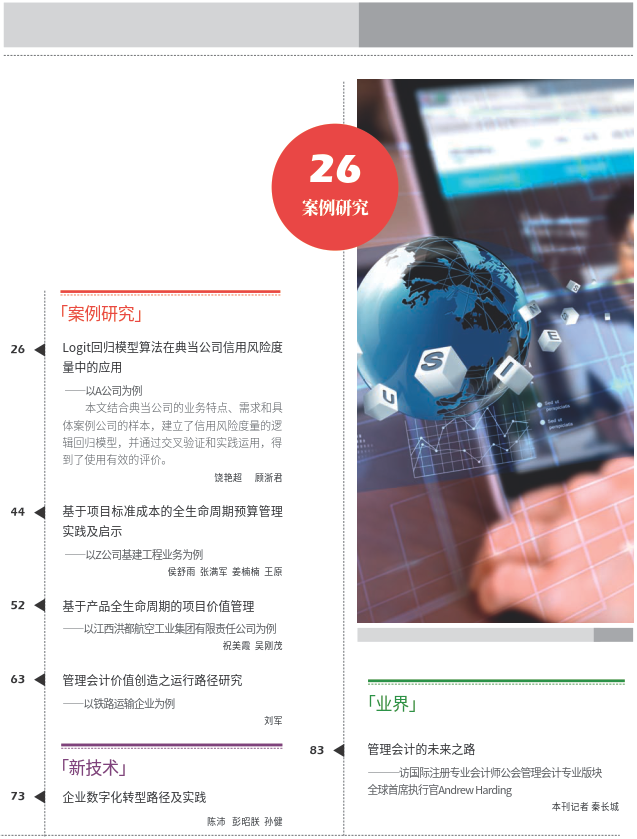 26
案例研究
「案例研究」
26
Logit回归模型算法在典当公司信用风险度
量中的应用
——以A公司为例
本文结合典当公司的业务特点、需求和具
体案例公司的样本，建立了信用风险度量的逻
辑回归模型，并通过交叉验证和实践运用，得
到了使用有效的评价。
饶艳超 顾浙君
44
基于项目标准成本的全生命周期预算管理
实践及启示
——以Z公司基建工程业务为例
侯舒雨 张满军 姜楠楠 王原
52
基于产品全生命周期的项目价值管理
——以江西洪都航空工业集团有限责任公司为例
祝美霞 吴刚茂
63
管理会计价值创造之运行路径研究
——以铁路运输企业为例
刘军
「新技术」
73
企业数字化转型路径及实践
陈沛 彭昭朕 孙健
U S I N E S S
「业界」
83
管理会计的未来之路
———访国际注册专业会计师公会管理会计专业版块
全球首席执行官Andrew Harding
本刊记者 秦长城